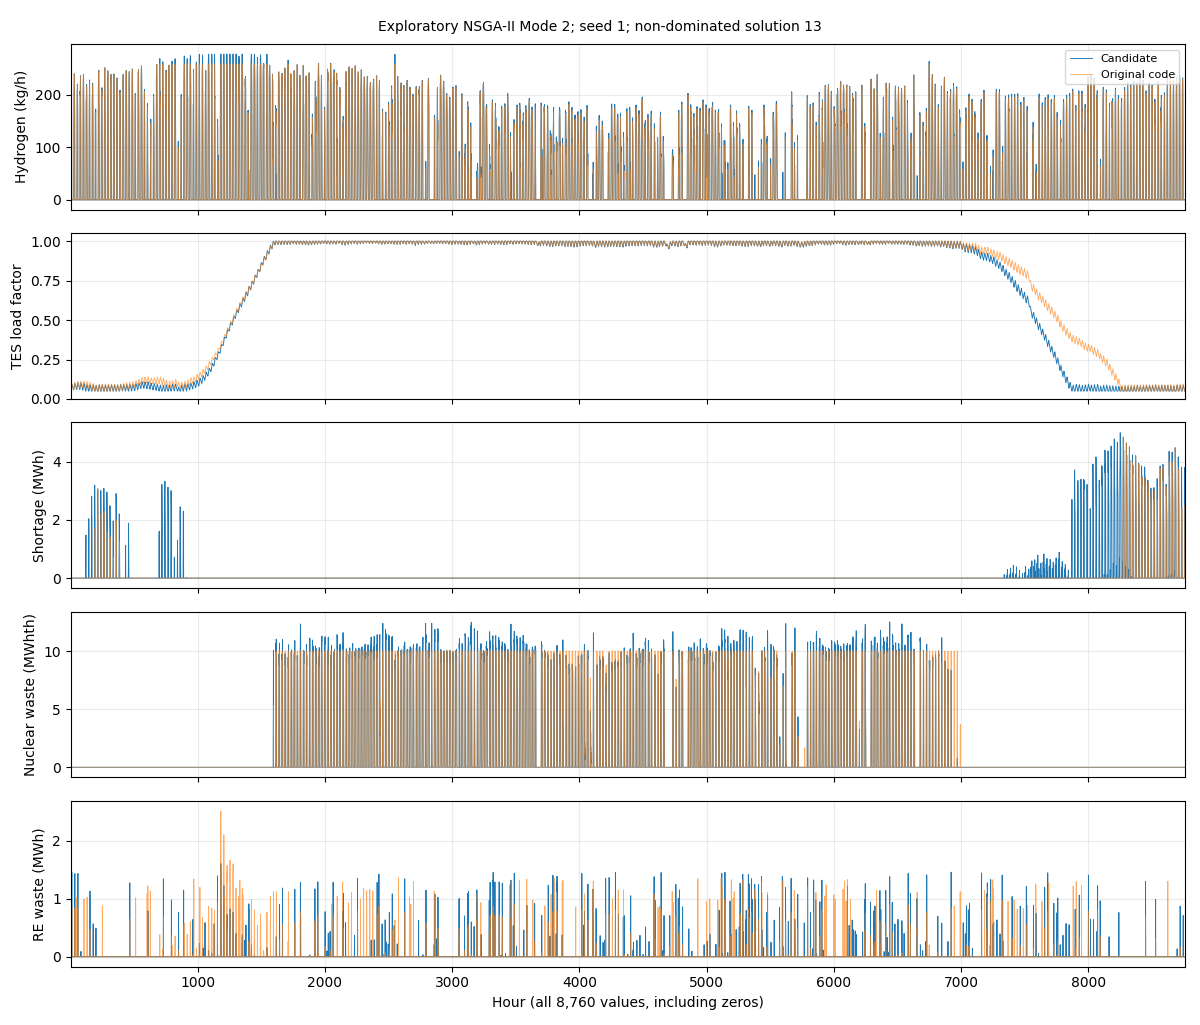 Exploratory NSGA-II Mode 2; seed 1; non-dominated solution 13
Hydrogen (kg/h)
200
100
0
Candidate
Original code
TES load factor
1.00
0.75
0.50
0.25
0.00
Shortage (MWh)
4
2
0
Nuclear waste (MWhth)
10
5
0
RE waste (MWh)
2
1
0
1000 2000 3000 4000 5000 6000 7000 8000
Hour (all 8,760 values, including zeros)